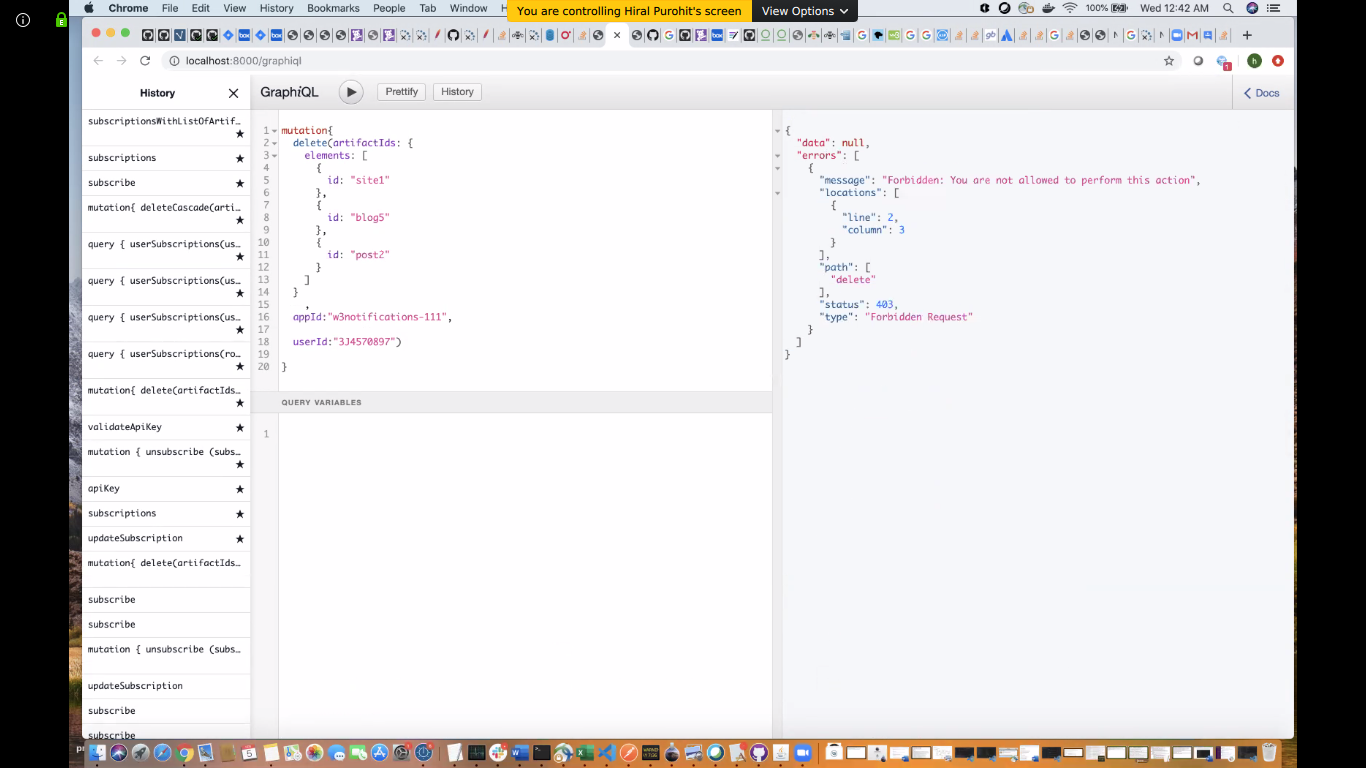 You are controlling Hiral Purohit's screen
View Options
Chrome File Edit View History Bookmarks People Tab Window
100% Wed 12:42 AM
localhost:8000/graphiql
History
GraphiQL
Prettify
History
Docs
subscriptionsWithListOfArtif…
subscriptions
subscribe
mutation{ deleteCascade(arti…
query { userSubscriptions(us…
query { userSubscriptions(us…
query { userSubscriptions(us…
query { userSubscriptions(ro…
mutation{ delete(artifactIds…
validateApiKey
mutation { unsubscribe (subs…
apiKey
subscriptions
updateSubscription
mutation{ delete(artifactIds…
subscribe
subscribe
mutation { unsubscribe (subs…
updateSubscription
subscribe
subscribe
1 mutation{
2 delete(artifactIds: {
3 elements: [
4 {
5 id: "site1"
6 },
7 {
8 id: "blog5"
9 },
10 {
11 id: "post2"
12 }
13 ]
14 }
15 ,
16 appId:"w3notifications-111",
17
18 userId:"3J4570897")
19
20 }
QUERY VARIABLES
1
{
"data": null,
"errors": [
{
"message": "Forbidden: You are not allowed to perform this action",
"locations": [
{
"line": 2,
"column": 3
}
],
"path": [
"delete"
],
"status": 403,
"type": "Forbidden Request"
}
]
}